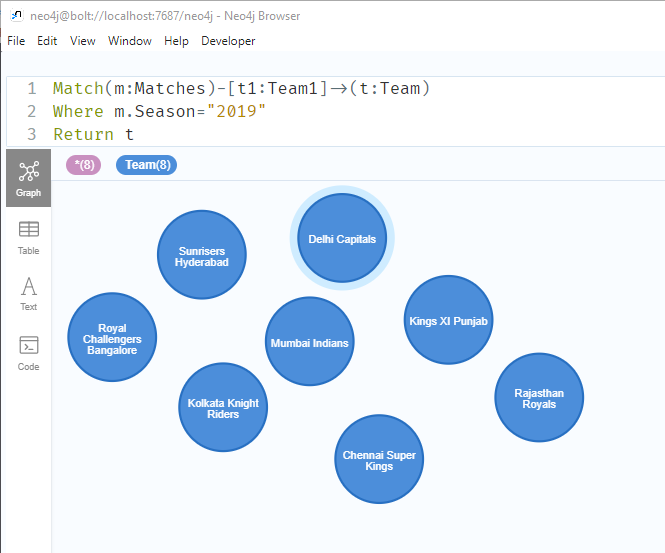 neo4j@bolt://localhost:7687/neo4j - Neo4j Browser
File Edit View Window Help Developer
1 Match(m:Matches)-[t1:Team1]->(t:Team)
2 Where m.Season="2019"
3 Return t
*(8) Team(8)
Graph
Table
Text
Code
Delhi Capitals
Sunrisers
Hyderabad
Kings XI Punjab
Royal
Challengers
Bangalore
Mumbai Indians
Rajasthan
Royals
Kolkata Knight
Riders
Chennai Super
Kings